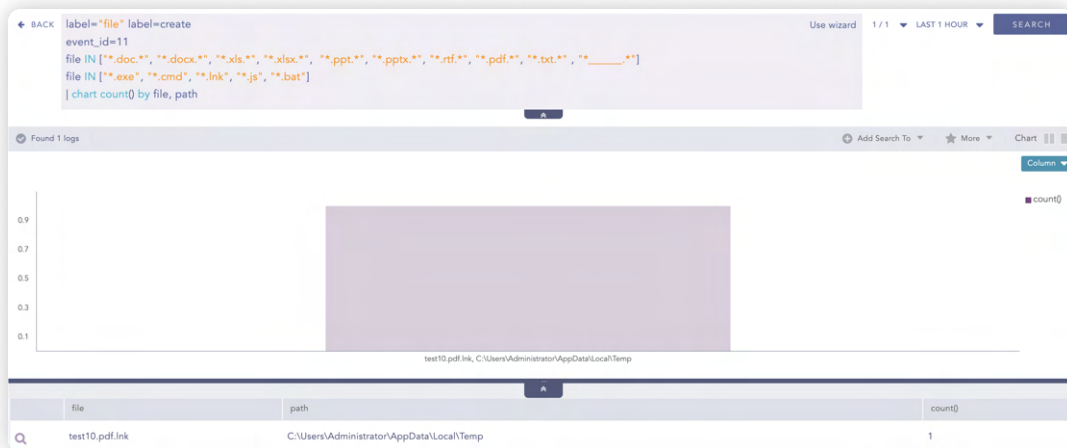 BACK
label="file" label=create
event_id=11
file IN ["*.doc.*", "*.docx.*", "*.xls.*", "*.xlsx.*", "*.ppt.*", "*.pptx.*", "*.rtf.*", "*.pdf.*", "*.txt.*" , "*______.*"]
file IN ["*.exe", "*.cmd", "*.lnk", "*.js", "*.bat"]
| chart count() by file, path
Use wizard 1 / 1 LAST 1 HOUR SEARCH
Found 1 logs Add Search To More Chart
Column
count()
0.9
0.7
0.5
0.3
0.1
test10.pdf.lnk, C:\Users\Administrator\AppData\Local\Temp
file path count()
test10.pdf.lnk C:\Users\Administrator\AppData\Local\Temp 1